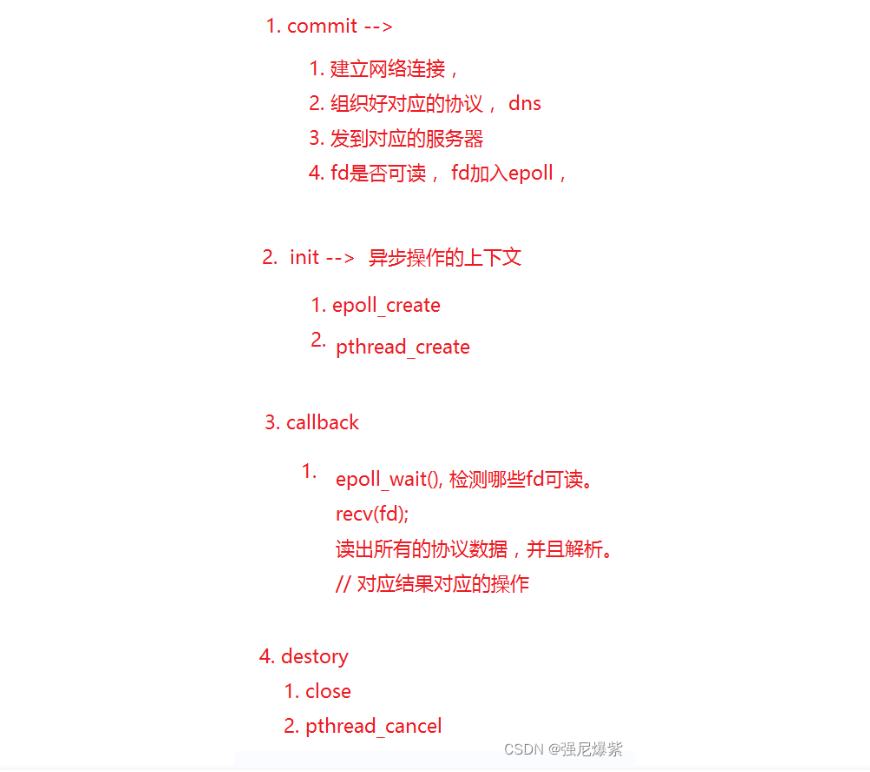 1. commit -->
1. 建立网络连接，
2. 组织好对应的协议， dns
3. 发到对应的服务器
4. fd是否可读， fd加入epoll，
2. init --> 异步操作的上下文
1. epoll_create
2. pthread_create
3. callback
1. epoll_wait(), 检测哪些fd可读。
recv(fd);
读出所有的协议数据，并且解析。
// 对应结果对应的操作
4. destory
1. close
2. pthread_cancel
CSDN @强尼爆紫